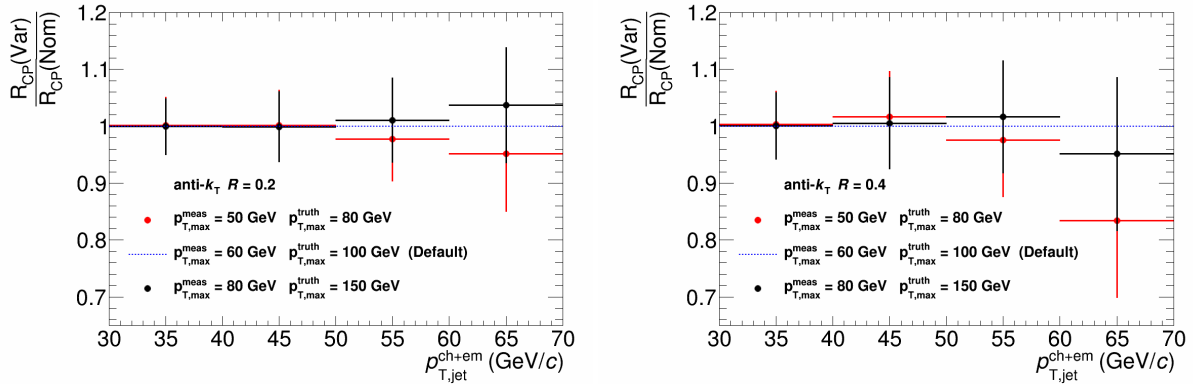 R_CP(Var)
R_CP(Nom)
1.2
1.1
1
0.9
0.8
0.7
anti-k_T R = 0.2
p_T,max^meas = 50 GeV p_T,max^truth = 80 GeV
p_T,max^meas = 60 GeV p_T,max^truth = 100 GeV (Default)
p_T,max^meas = 80 GeV p_T,max^truth = 150 GeV
30 35 40 45 50 55 60 65 70
p_T,jet^ch+em (GeV/c)
R_CP(Var)
R_CP(Nom)
1.2
1.1
1
0.9
0.8
0.7
anti-k_T R = 0.4
p_T,max^meas = 50 GeV p_T,max^truth = 80 GeV
p_T,max^meas = 60 GeV p_T,max^truth = 100 GeV (Default)
p_T,max^meas = 80 GeV p_T,max^truth = 150 GeV
30 35 40 45 50 55 60 65 70
p_T,jet^ch+em (GeV/c)